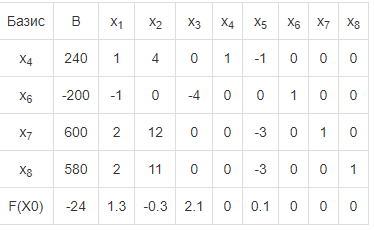 Базис B x1 x2 x3 x4 x5 x6 x7 x8
x4 240 1 4 0 1 -1 0 0 0
x6 -200 -1 0 -4 0 0 1 0 0
x7 600 2 12 0 0 -3 0 1 0
x8 580 2 11 0 0 -3 0 0 1
F(X0) -24 1.3 -0.3 2.1 0 0.1 0 0 0